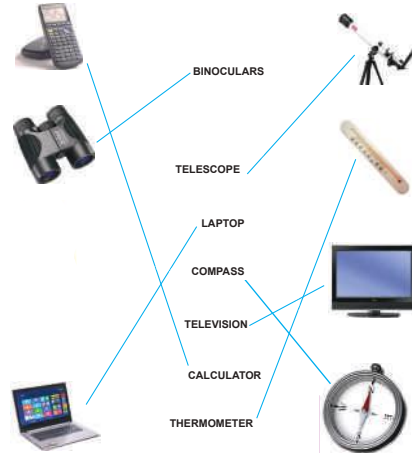 BINOCULARS
TELESCOPE
LAPTOP
COMPASS
TELEVISION
CALCULATOR
THERMOMETER